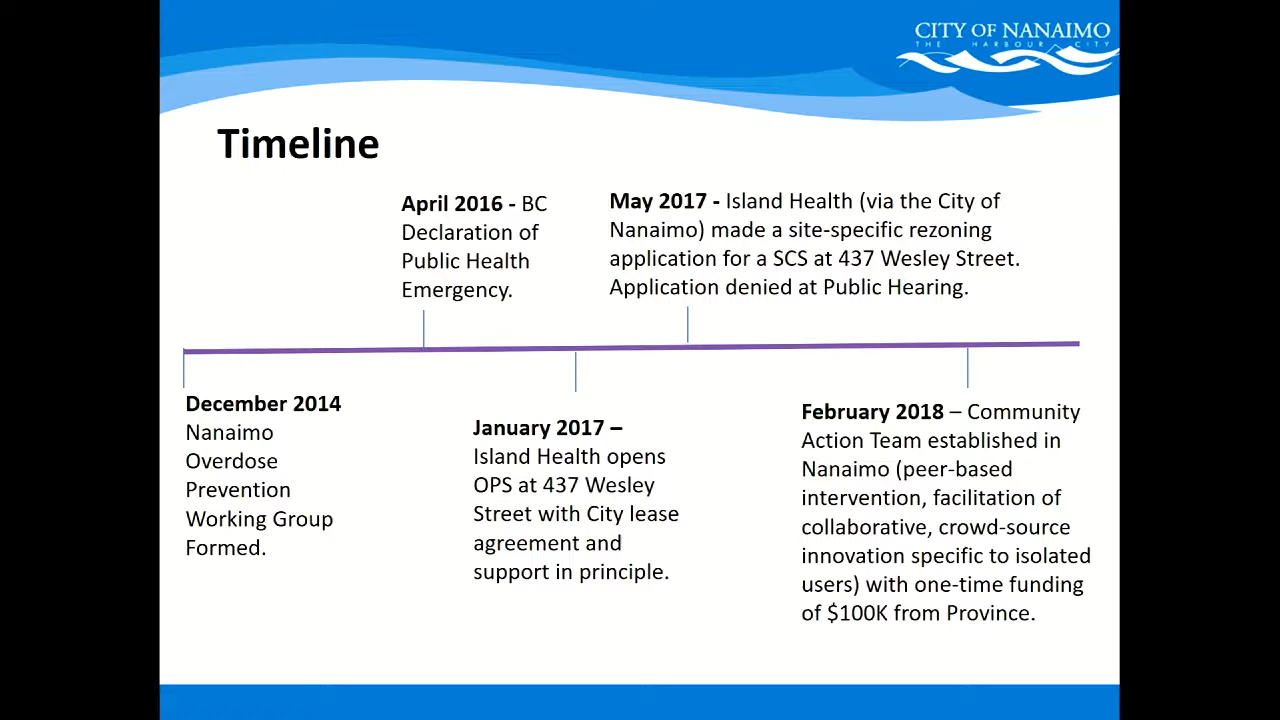 CITY OF NANAIMO
THE HARBOUR CITY
Timeline
April 2016 - BC
Declaration of
Public Health
Emergency.
May 2017 - Island Health (via the City of
Nanaimo) made a site-specific rezoning
application for a SCS at 437 Wesley Street.
Application denied at Public Hearing.
December 2014
Nanaimo
Overdose
Prevention
Working Group
Formed.
January 2017 –
Island Health opens
OPS at 437 Wesley
Street with City lease
agreement and
support in principle.
February 2018 – Community
Action Team established in
Nanaimo (peer-based
intervention, facilitation of
collaborative, crowd-source
innovation specific to isolated
users) with one-time funding
of $100K from Province.